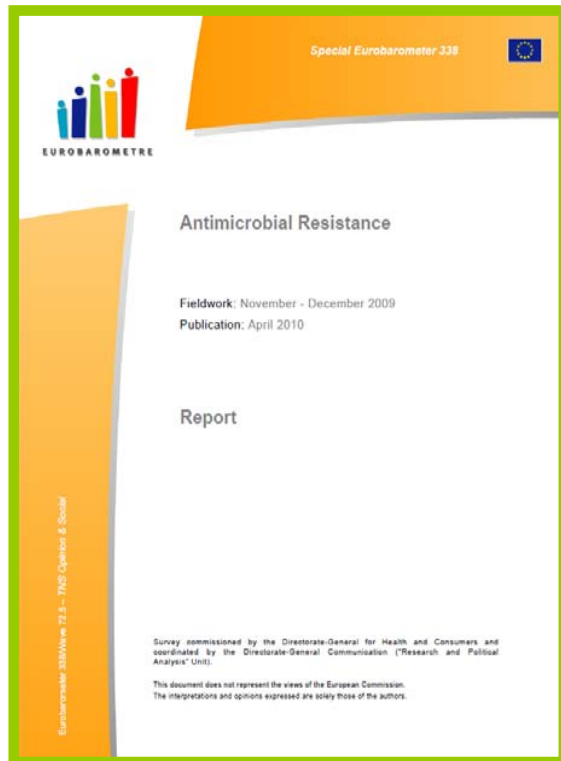 Special Eurobarometer 338
EUROBAROMETRE
Antimicrobial Resistance
Fieldwork: November - December 2009
Publication: April 2010
Report
Eurobarometer 338/Wave 72.5 – TNS Opinion & Social
Survey commissioned by the Directorate-General for Health and Consumers and
coordinated by the Directorate-General Communication ("Research and Political
Analysis" Unit).
This document does not represent the views of the European Commission.
The interpretations and opinions expressed are solely those of the authors.